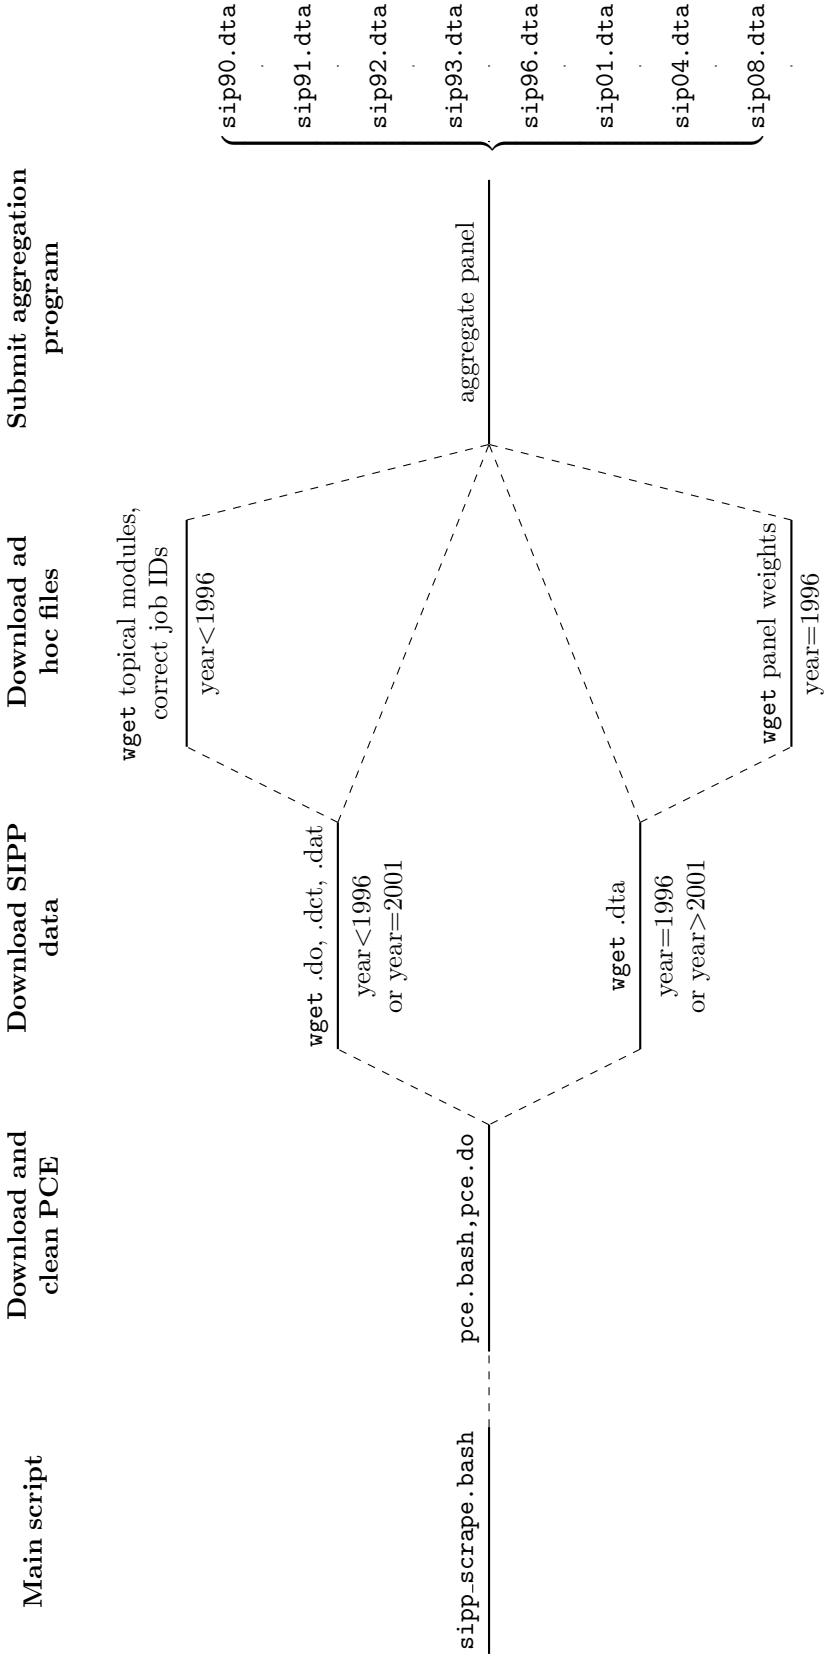 Main script
Download and
clean PCE
Download SIPP
data
Download ad
hoc files
Submit aggregation
program
sipp_scrape.bash
pce.bash,pce.do
wget .do, .dct, .dat
year<1996
or year=2001
wget .dta
year=1996
or year>2001
wget topical modules,
correct job IDs
year<1996
wget panel weights
year=1996
aggregate panel
sip90.dta
sip91.dta
sip92.dta
sip93.dta
sip96.dta
sip01.dta
sip04.dta
sip08.dta